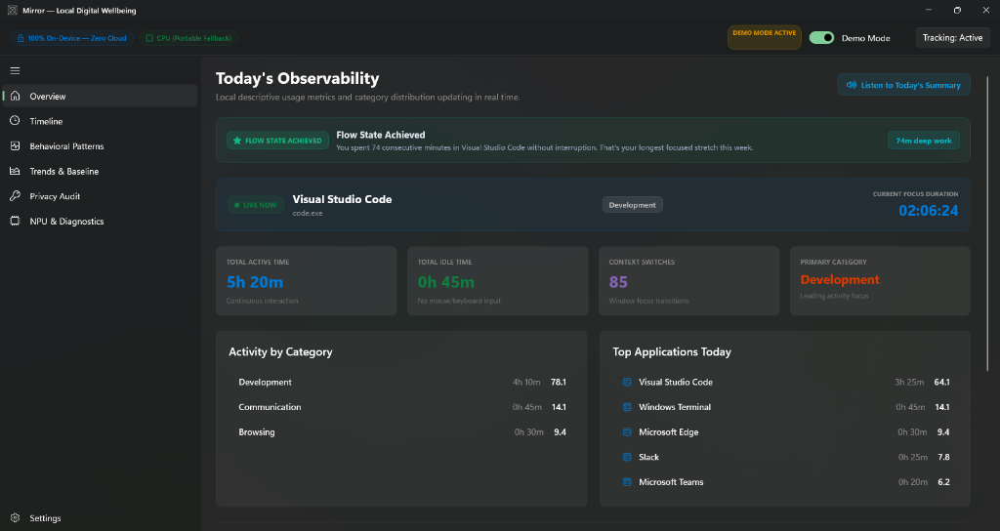 Mirror — Local Digital Wellbeing
100% On-Device — Zero Cloud
CPU (Portable Fallback)
DEMO MODE ACTIVE
Demo Mode
Tracking: Active
Overview
Timeline
Behavioral Patterns
Trends & Baseline
Privacy Audit
NPU & Diagnostics
Settings
Today's Observability
Local descriptive usage metrics and category distribution updating in real time.
Listen to Today's Summary
FLOW STATE ACHIEVED
Flow State Achieved
You spent 74 consecutive minutes in Visual Studio Code without interruption. That's your longest focused stretch this week.
74m deep work
LIVE NOW
Visual Studio Code
code.exe
Development
CURRENT FOCUS DURATION
02:06:24
TOTAL ACTIVE TIME
5h 20m
Continuous interaction
TOTAL IDLE TIME
0h 45m
No mouse/keyboard input
CONTEXT SWITCHES
85
Window focus transitions
PRIMARY CATEGORY
Development
Leading activity focus
Activity by Category
Development 4h 10m 78.1
Communication 0h 45m 14.1
Browsing 0h 30m 9.4
Top Applications Today
Visual Studio Code 3h 25m 64.1
Windows Terminal 0h 45m 14.1
Microsoft Edge 0h 30m 9.4
Slack 0h 25m 7.8
Microsoft Teams 0h 20m 6.2